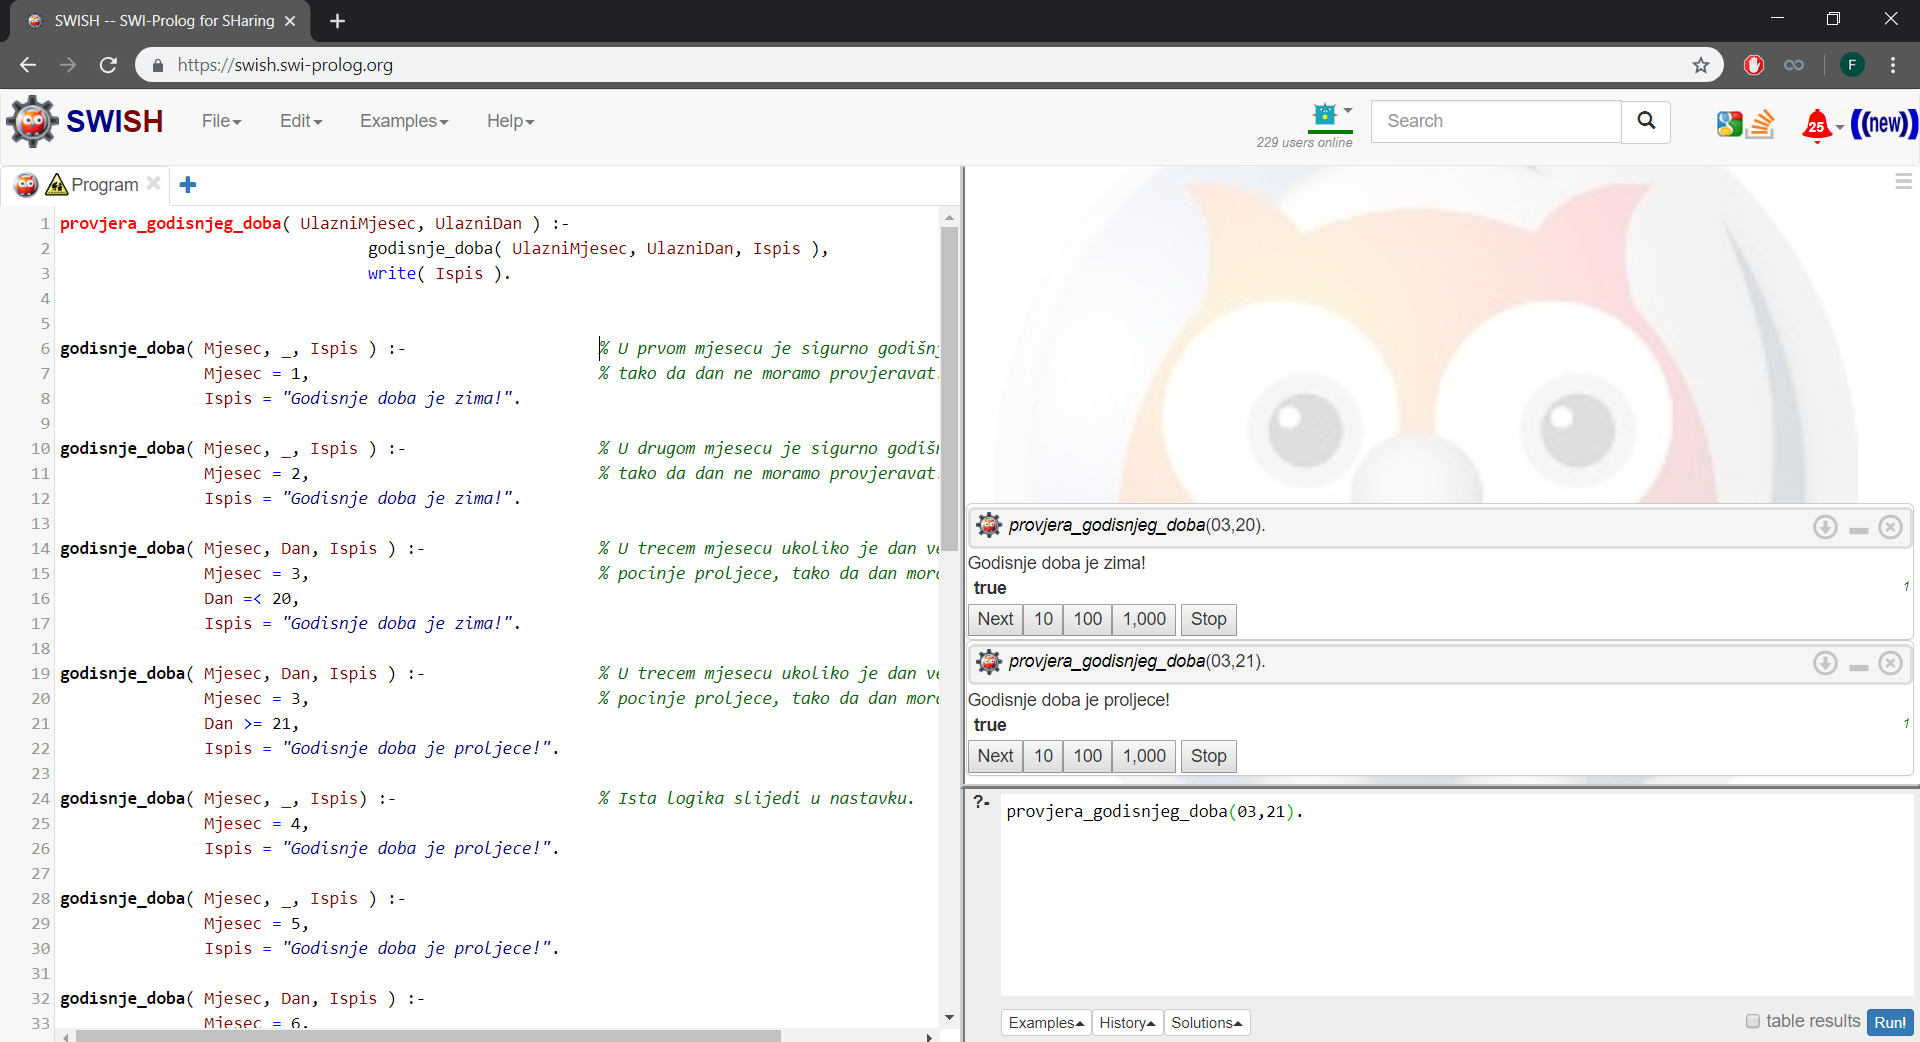 SWISH -- SWI-Prolog for SHaring
https://swish.swi-prolog.org
F
SWISH
File
Edit
Examples
Help
229 users online
Search
25
((new))
Program
1 provjera_godisnjeg_doba( UlazniMjesec, UlazniDan ) :-
2 godisnje_doba( UlazniMjesec, UlazniDan, Ispis ),
3 write( Ispis ).
4
5
6 godisnje_doba( Mjesec, _, Ispis ) :- % U prvom mjesecu je sigurno godišnj
7 Mjesec = 1, % tako da dan ne moramo provjeravat
8 Ispis = "Godisnje doba je zima!".
9
10 godisnje_doba( Mjesec, _, Ispis ) :- % U drugom mjesecu je sigurno godišn
11 Mjesec = 2, % tako da dan ne moramo provjeravat
12 Ispis = "Godisnje doba je zima!".
13
14 godisnje_doba( Mjesec, Dan, Ispis ) :- % U trecem mjesecu ukoliko je dan ve
15 Mjesec = 3, % pocinje proljece, tako da dan mora
16 Dan =< 20,
17 Ispis = "Godisnje doba je zima!".
18
19 godisnje_doba( Mjesec, Dan, Ispis ) :- % U trecem mjesecu ukoliko je dan ve
20 Mjesec = 3, % pocinje proljece, tako da dan mora
21 Dan >= 21,
22 Ispis = "Godisnje doba je proljece!".
23
24 godisnje_doba( Mjesec, _, Ispis) :- % Ista logika slijedi u nastavku.
25 Mjesec = 4,
26 Ispis = "Godisnje doba je proljece!".
27
28 godisnje_doba( Mjesec, _, Ispis ) :-
29 Mjesec = 5,
30 Ispis = "Godisnje doba je proljece!".
31
32 godisnje_doba( Mjesec, Dan, Ispis ) :-
33 Mjesec = 6,
provjera_godisnjeg_doba(03,20).
Godisnje doba je zima!
true 1
Next 10 100 1,000 Stop
provjera_godisnjeg_doba(03,21).
Godisnje doba je proljece!
true 1
Next 10 100 1,000 Stop
?- provjera_godisnjeg_doba(03,21).
Examples History Solutions
table results Run!